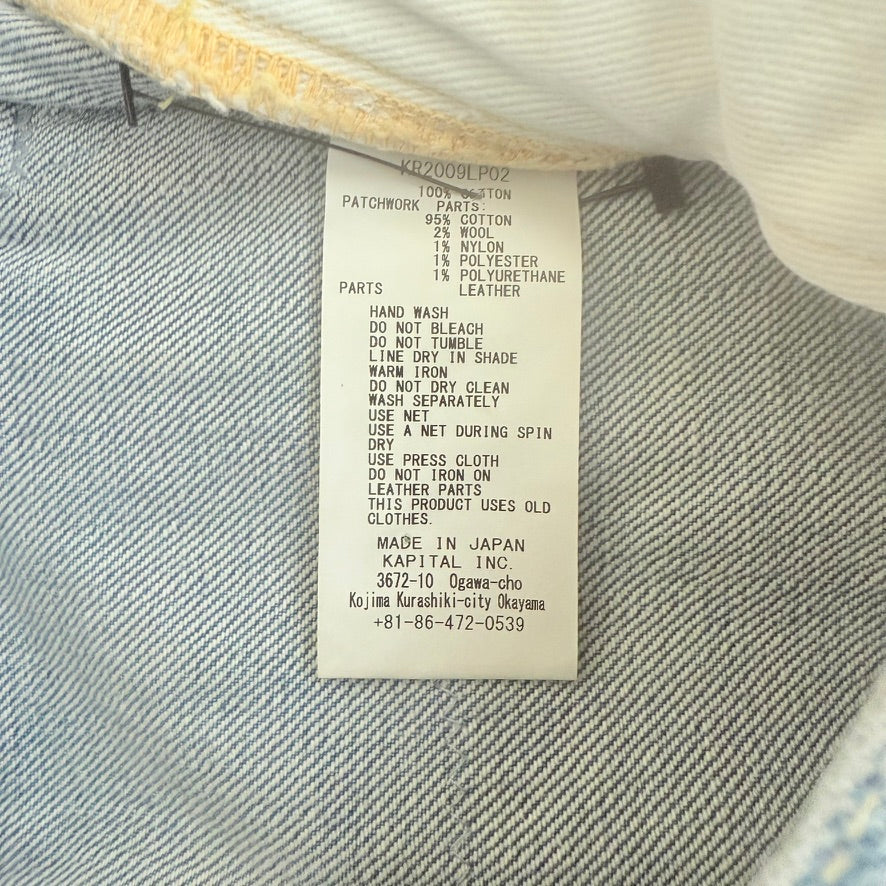 KR2009LP02
100% COTTON
PATCHWORK PARTS:
95% COTTON
2% WOOL
1% NYLON
1% POLYESTER
1% POLYURETHANE
PARTS LEATHER
HAND WASH
DO NOT BLEACH
DO NOT TUMBLE
LINE DRY IN SHADE
WARM IRON
DO NOT DRY CLEAN
WASH SEPARATELY
USE NET
USE A NET DURING SPIN
DRY
USE PRESS CLOTH
DO NOT IRON ON
LEATHER PARTS
THIS PRODUCT USES OLD
CLOTHES.
MADE IN JAPAN
KAPITAL INC.
3672-10 Ogawa-cho
Kojima Kurashiki-city Okayama
+81-86-472-0539